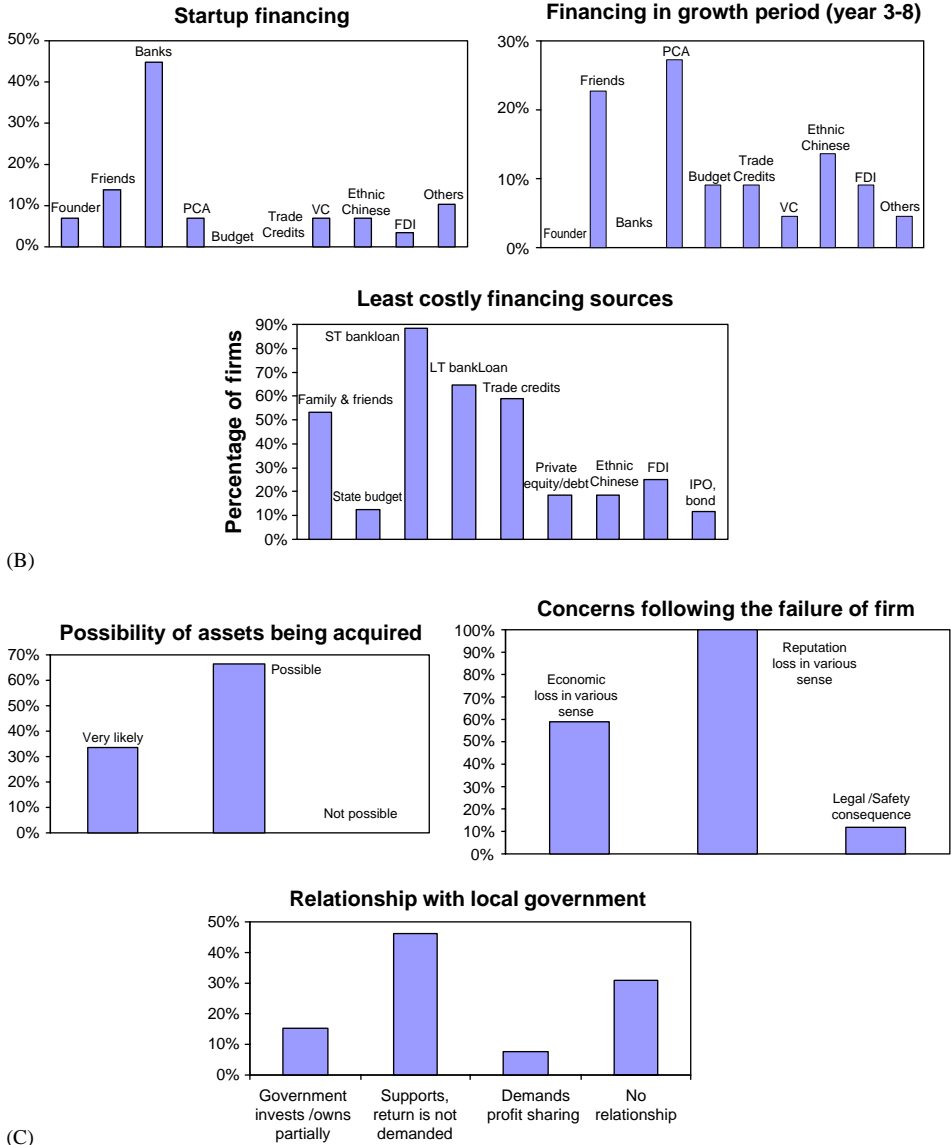 Startup financing
50%
40%
30%
20%
10%
0%
Founder
Friends
Banks
PCA
Budget
Trade
Credits
VC
Ethnic
Chinese
FDI
Others
Financing in growth period (year 3-8)
30%
20%
10%
0%
Founder
Friends
Banks
PCA
Budget
Trade
Credits
VC
Ethnic
Chinese
FDI
Others
Least costly financing sources
Percentage of firms
90%
80%
70%
60%
50%
40%
30%
20%
10%
0%
Family & friends
State budget
ST bankloan
LT bankLoan
Trade credits
Private
equity/debt
Ethnic
Chinese
FDI
IPO,
bond
(B)
Possibility of assets being acquired
70%
60%
50%
40%
30%
20%
10%
0%
Very likely
Possible
Not possible
Concerns following the failure of firm
100%
90%
80%
70%
60%
50%
40%
30%
20%
10%
0%
Economic
loss in various
sense
Reputation
loss in various
sense
Legal /Safety
consequence
Relationship with local government
50%
40%
30%
20%
10%
0%
Government
invests /owns
partially
Supports,
return is not
demanded
Demands
profit sharing
No
relationship
(C)